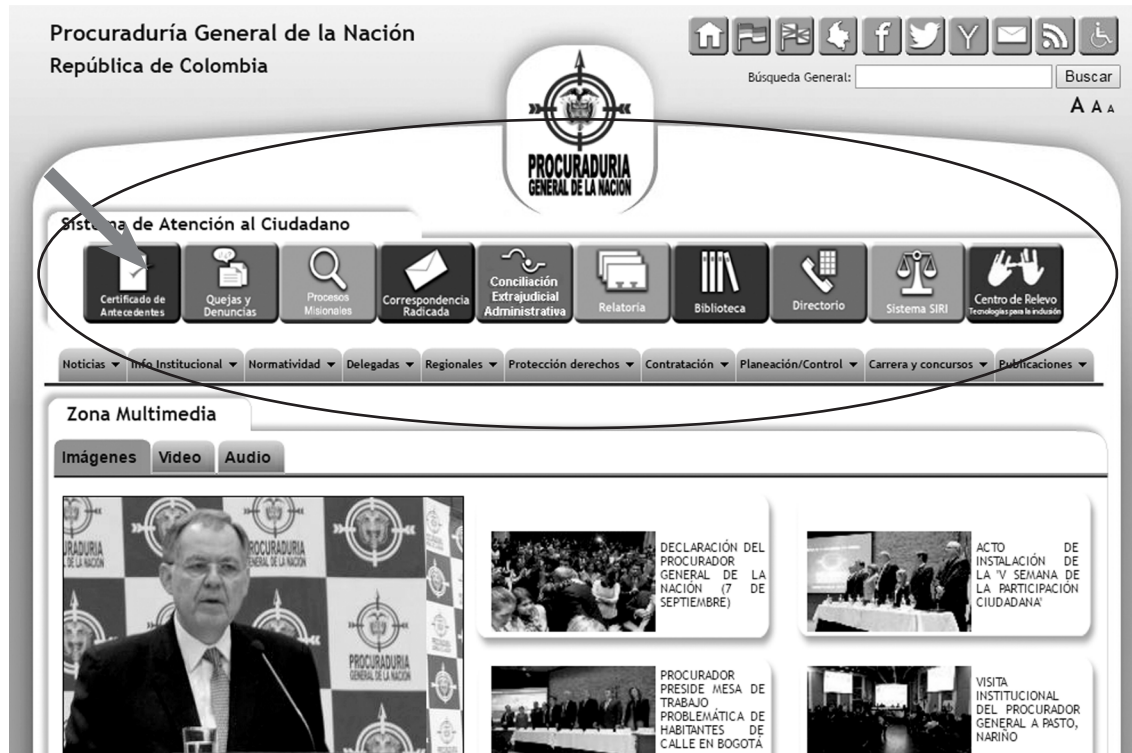 Procuraduría General de la Nación
República de Colombia
Búsqueda General:
Buscar
A A A
PROCURADURIA
GENERAL DE LA NACION
Sistema de Atención al Ciudadano
Certificado de
Antecedentes
Quejas y
Denuncias
Procesos
Misionales
Correspondencia
Radicada
Conciliación
Extrajudicial
Administrativa
Relatoría
Biblioteca
Directorio
Sistema SIRI
Centro de Relevo
Tecnologías para la inclusión
Noticias
Info Institucional
Normatividad
Delegadas
Regionales
Protección derechos
Contratación
Planeación/Control
Carrera y concursos
Publicaciones
Zona Multimedia
Imágenes
Video
Audio
PROCURADURIA
GENERAL DE LA NACION
DECLARACIÓN DEL
PROCURADOR
GENERAL DE LA
NACIÓN (7 DE
SEPTIEMBRE)
ACTO DE
INSTALACIÓN DE
LA 'V SEMANA DE
LA PARTICIPACIÓN
CIUDADANA'
PROCURADOR
PRESIDE MESA DE
TRABAJO
PROBLEMÁTICA DE
HABITANTES DE
CALLE EN BOGOTÁ
VISITA
INSTITUCIONAL
DEL PROCURADOR
GENERAL A PASTO,
NARIÑO